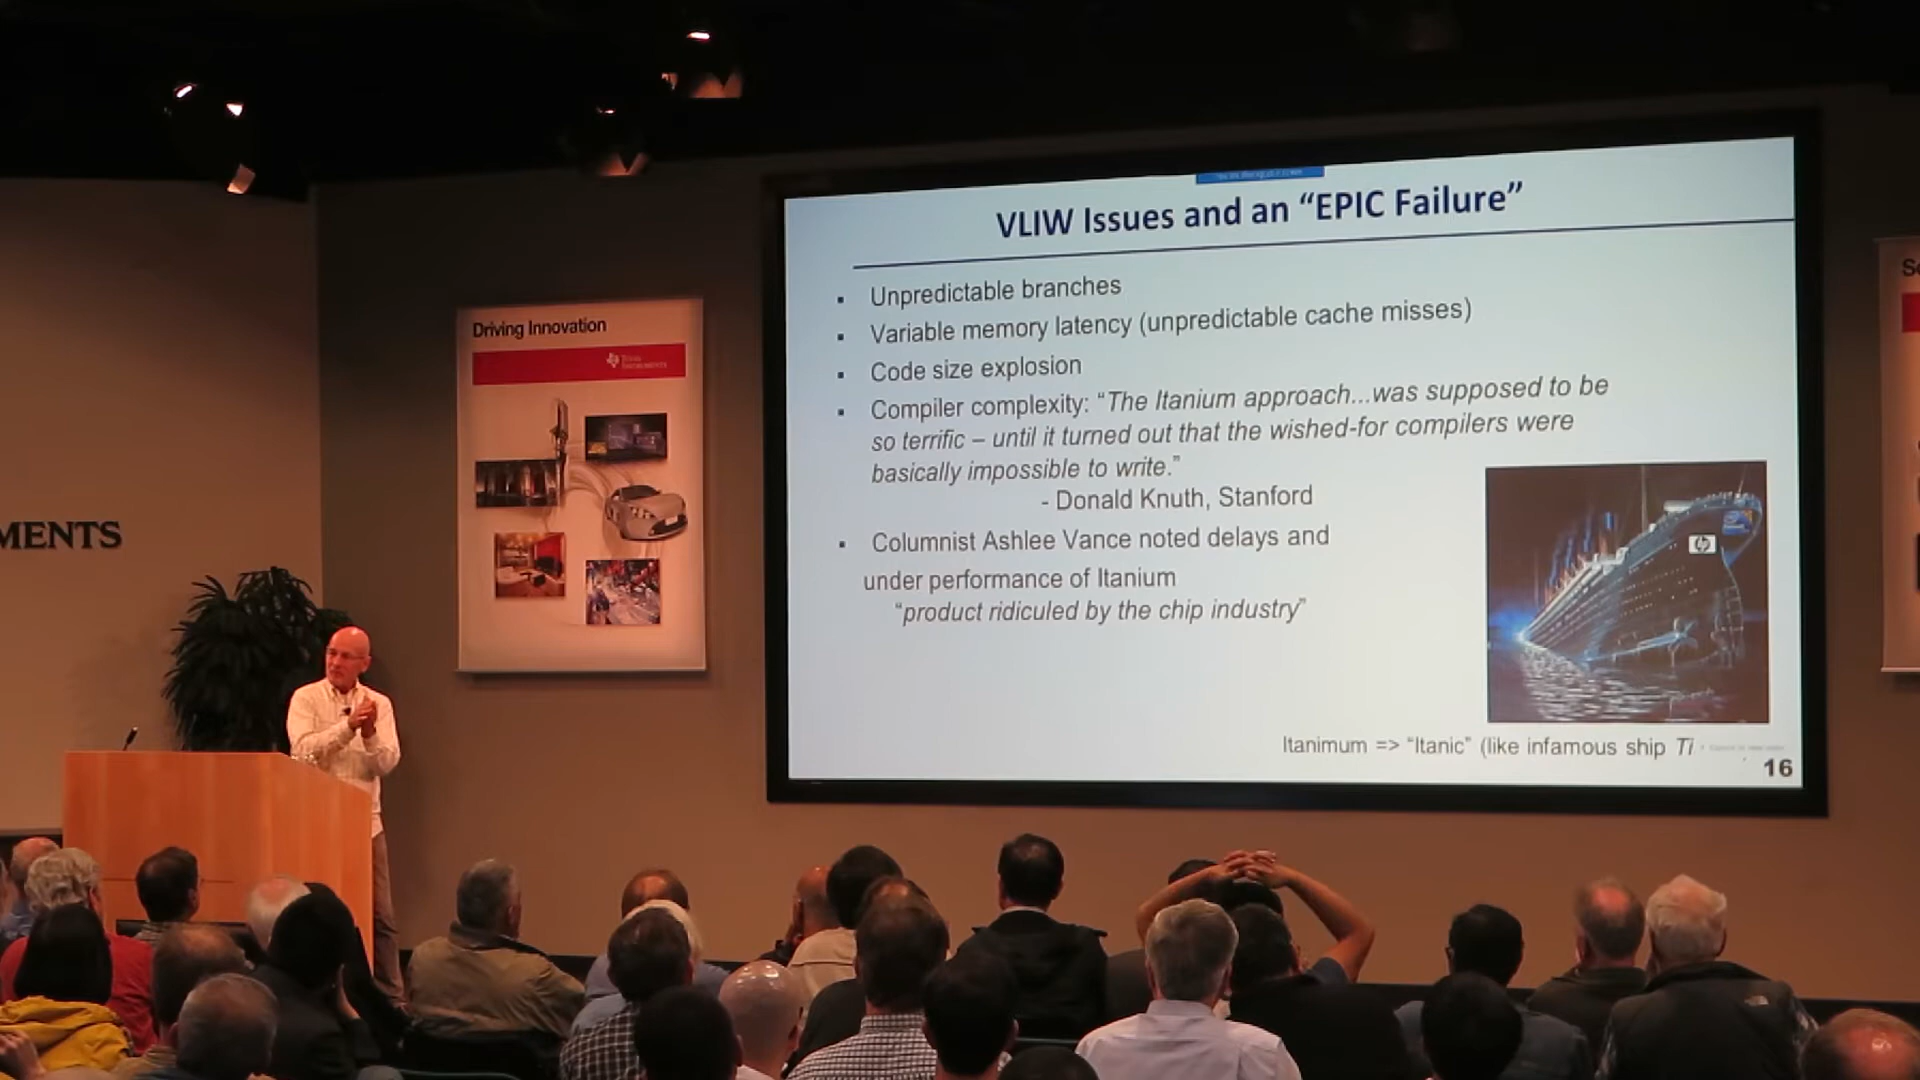 VLIW Issues and an “EPIC Failure”
▪ Unpredictable branches
▪ Variable memory latency (unpredictable cache misses)
▪ Code size explosion
▪ Compiler complexity: “The Itanium approach...was supposed to be
so terrific – until it turned out that the wished-for compilers were
basically impossible to write.”
- Donald Knuth, Stanford
▪ Columnist Ashlee Vance noted delays and
under performance of Itanium
“product ridiculed by the chip industry”
hp
Itanimum => “Itanic” (like infamous ship Ti
16
Driving Innovation
TEXAS
INSTRUMENTS
MENTS